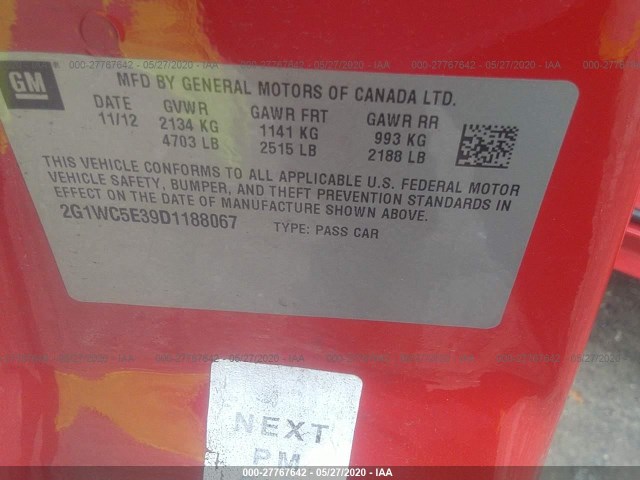 000-27767642 / 05/27/2020 - IAA
GM
MFD BY GENERAL MOTORS OF CANADA LTD.
DATE GVWR GAWR FRT GAWR RR
11/12 2134 KG 1141 KG 993 KG
4703 LB 2515 LB 2188 LB
THIS VEHICLE CONFORMS TO ALL APPLICABLE U.S. FEDERAL MOTOR
VEHICLE SAFETY, BUMPER, AND THEFT PREVENTION STANDARDS IN
EFFECT ON THE DATE OF MANUFACTURE SHOWN ABOVE.
2G1WC5E39D1188067 TYPE: PASS CAR
NEXT
PM
000-27767642 - 05/27/2020 - IAA